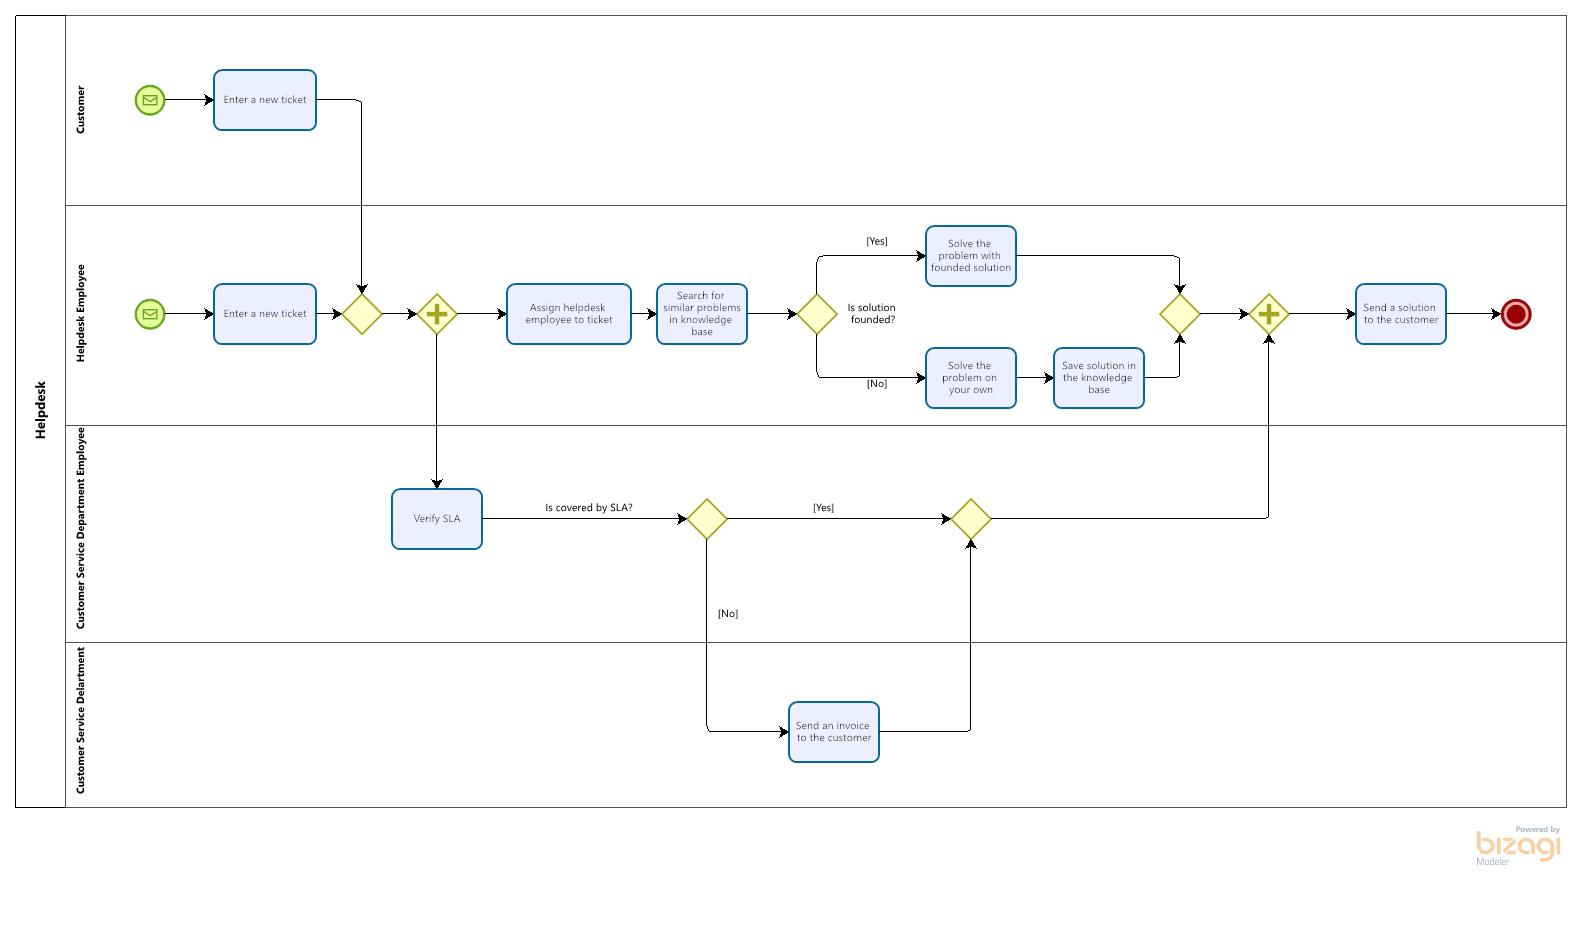 Helpdesk
Customer
Enter a new ticket
Helpdesk Employee
Enter a new ticket
Assign helpdesk
employee to ticket
Search for
similar problems
in knowledge
base
Is solution
founded?
[Yes]
Solve the
problem with
founded solution
[No]
Solve the
problem on
your own
Save solution in
the knowledge
base
Send a solution
to the customer
Customer Service Department Employee
Verify SLA
Is covered by SLA?
[Yes]
[No]
Customer Service Delartment
Send an invoice
to the customer
Powered by
bizagi
Modeler